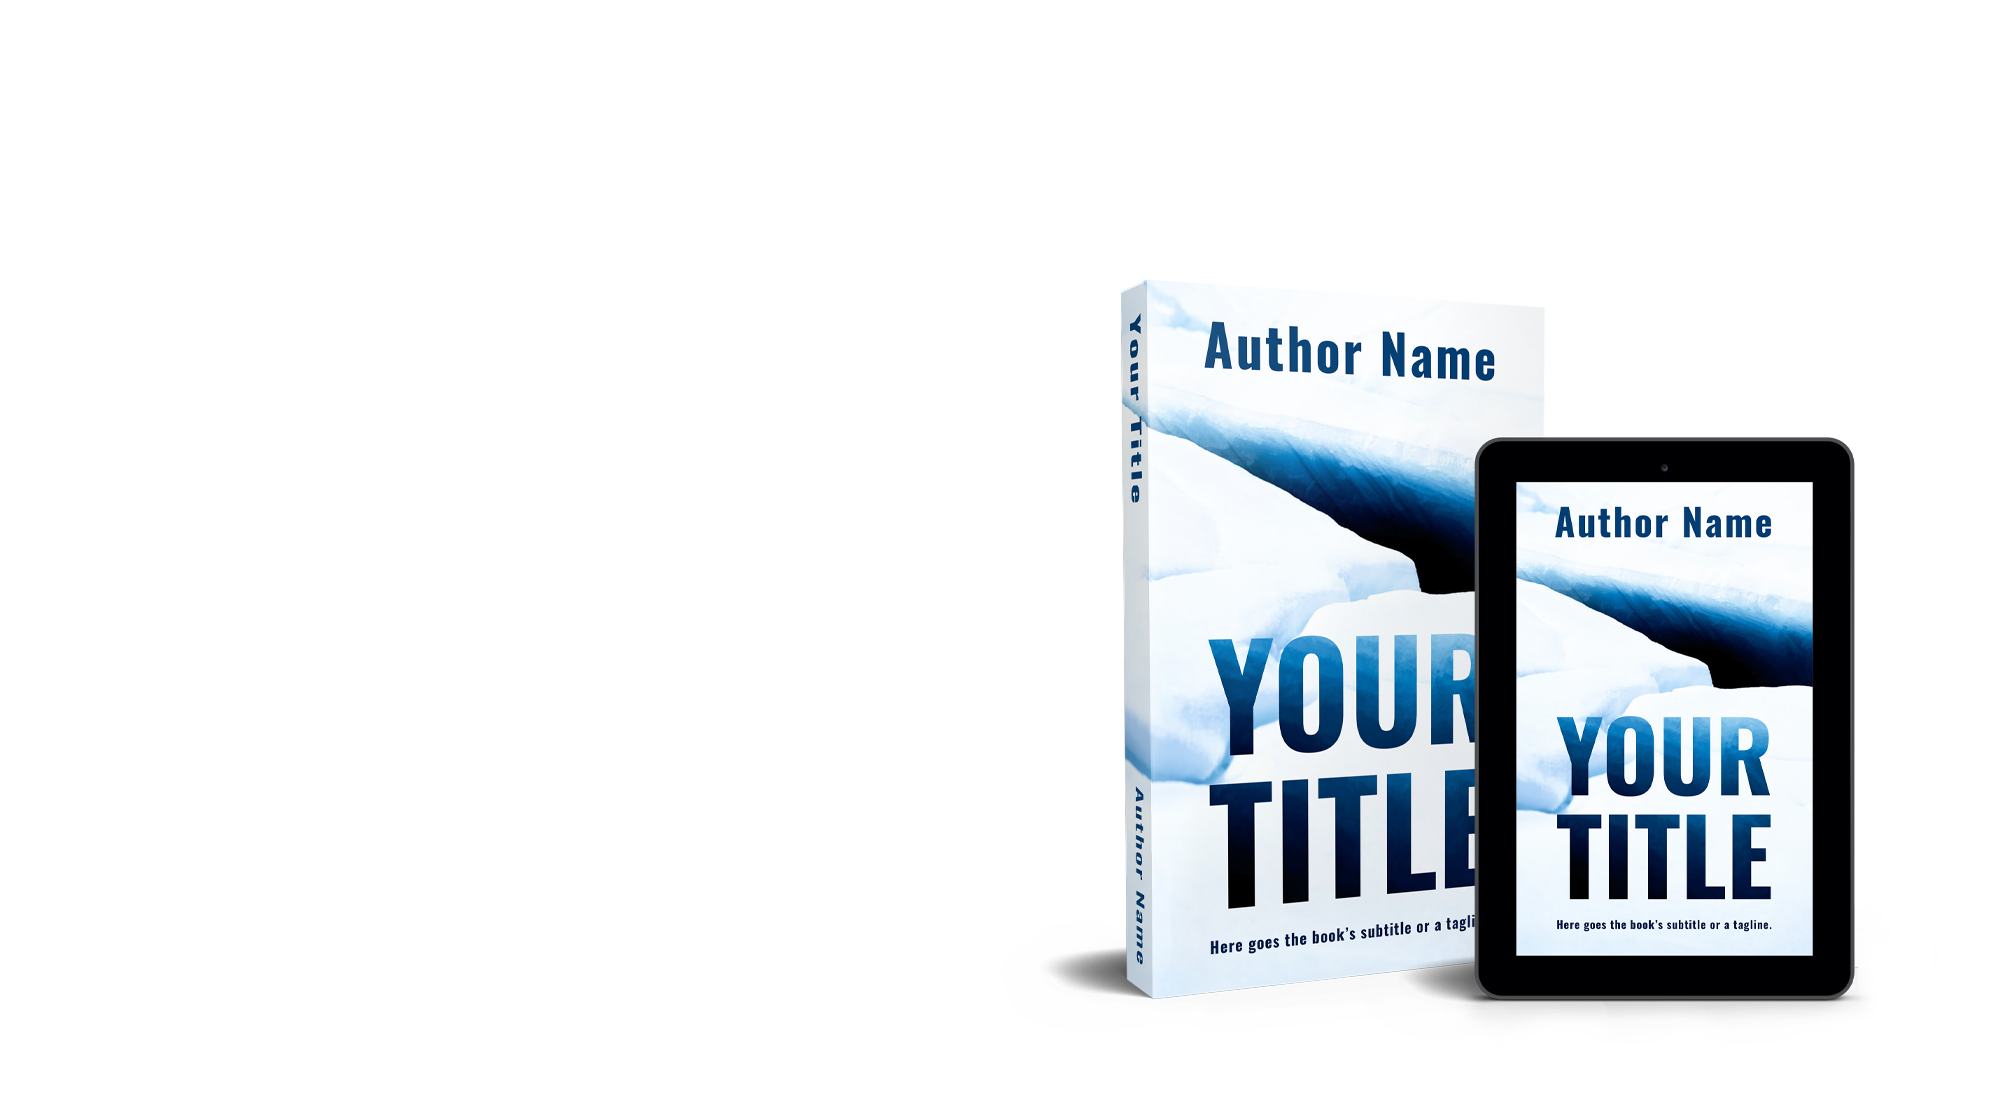 Your Title
Author Name
Author Name
YOUR
TITLE
Here goes the book’s subtitle or a tagli
Author Name
YOUR
TITLE
Here goes the book’s subtitle or a tagline.